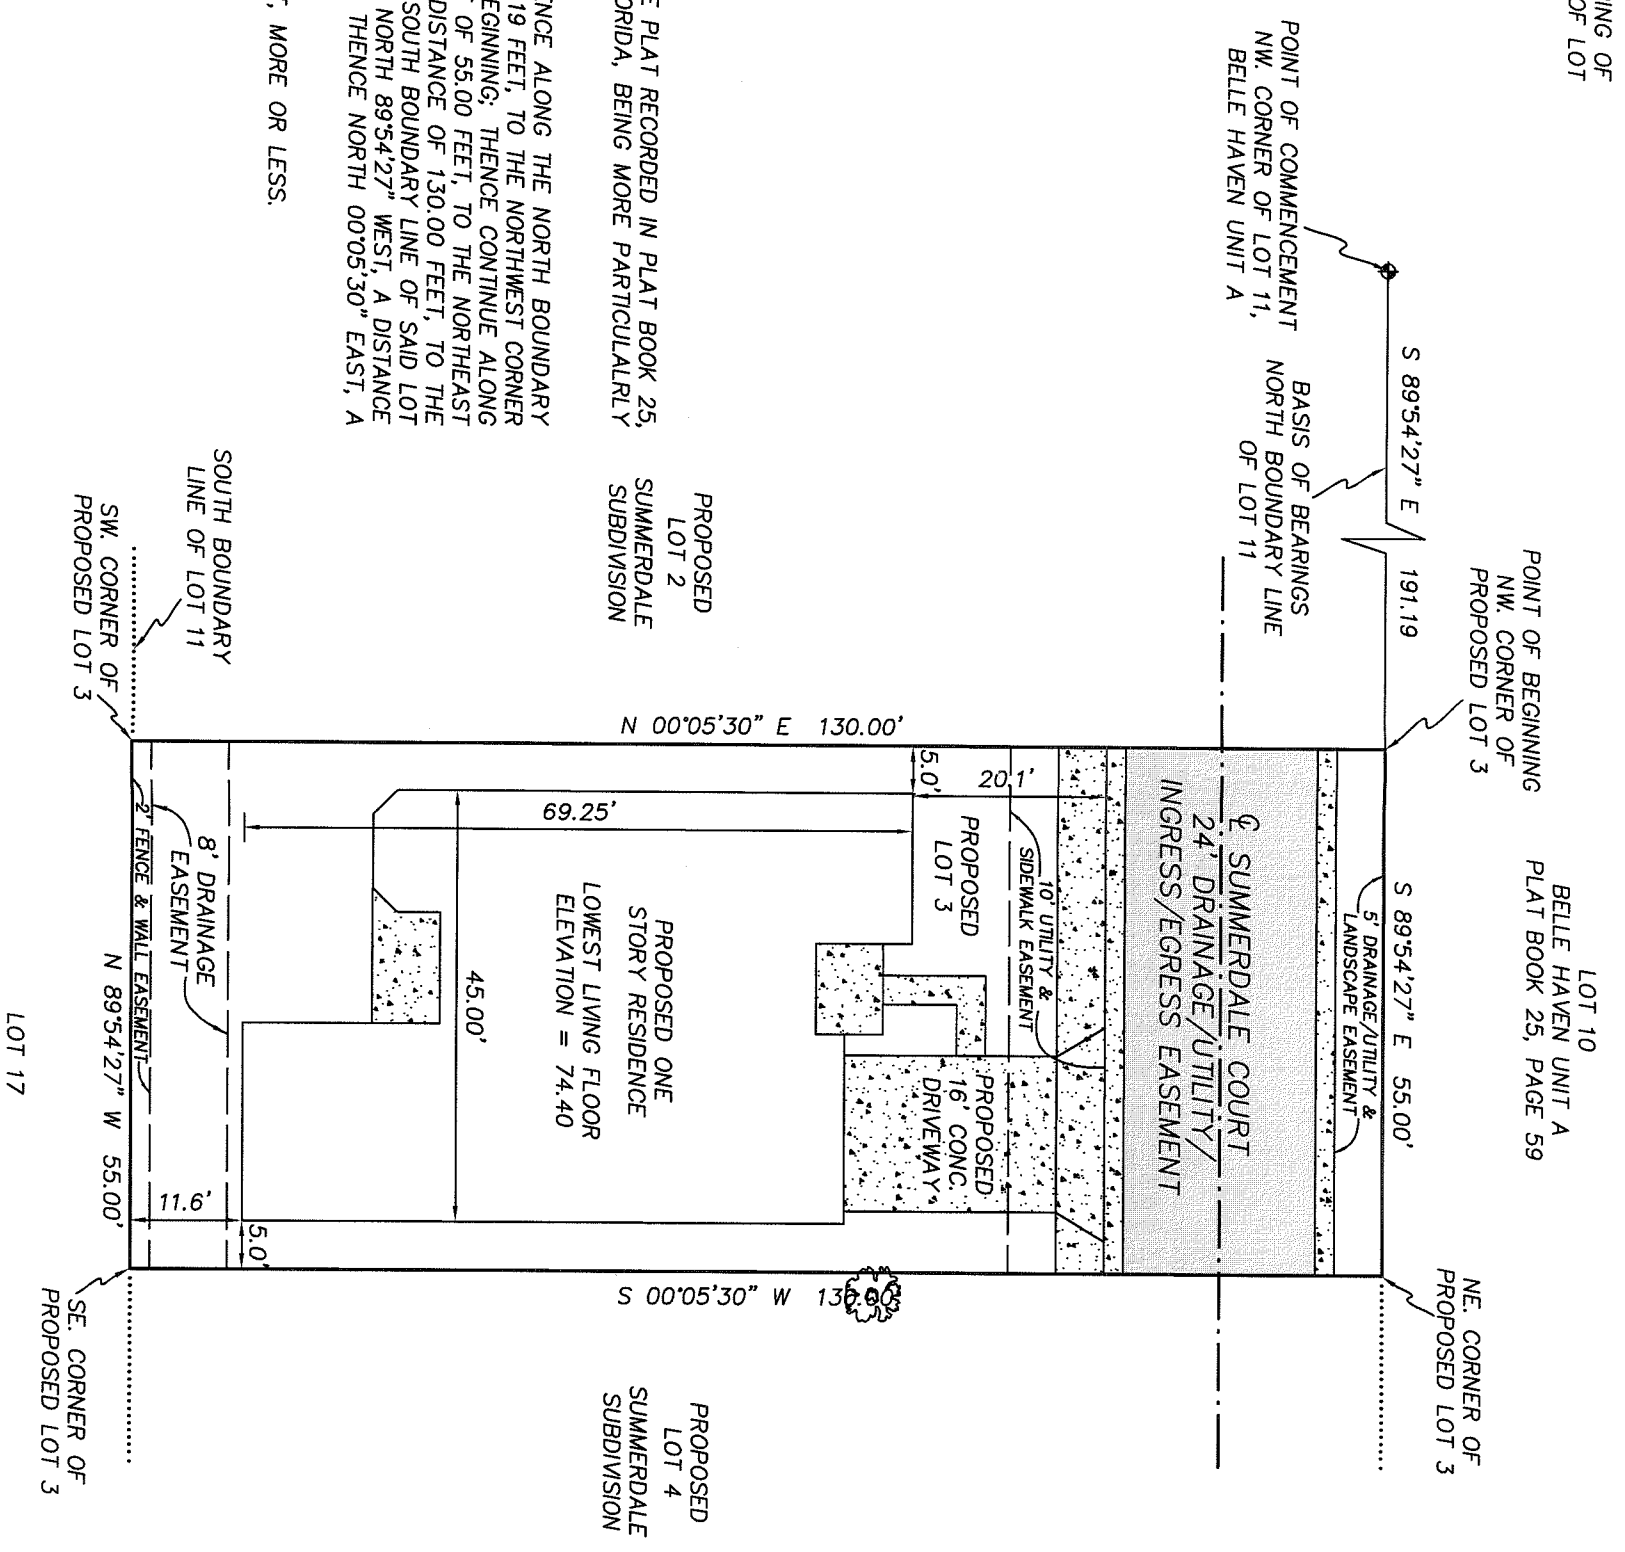 ING OF
OF LOT
POINT OF COMMENCEMENT
NW. CORNER OF LOT 11,
BELLE HAVEN UNIT A
S 89°54'27" E 191.19
BASIS OF BEARINGS
NORTH BOUNDARY LINE
OF LOT 11
POINT OF BEGINNING
NW. CORNER OF
PROPOSED LOT 3
LOT 10
BELLE HAVEN UNIT A
PLAT BOOK 25, PAGE 59
S 89°54'27" E 55.00'
5' DRAINAGE/UTILITY &
LANDSCAPE EASEMENT
NE. CORNER OF
PROPOSED LOT 3
℄ SUMMERDALE COURT
24' DRAINAGE/UTILITY/
INGRESS/EGRESS EASEMENT
10' UTILITY &
SIDEWALK EASEMENT
20.1'
5.0'
PROPOSED
LOT 3
PROPOSED
16' CONC.
DRIVEWAY
N 00°05'30" E 130.00'
69.25'
PROPOSED ONE
STORY RESIDENCE
LOWEST LIVING FLOOR
ELEVATION = 74.40
45.00'
S 00°05'30" W 130.00'
PROPOSED
LOT 2
SUMMERDALE
SUBDIVISION
PROPOSED
LOT 4
SUMMERDALE
SUBDIVISION
E PLAT RECORDED IN PLAT BOOK 25,
ORIDA, BEING MORE PARTICULALRLY
ENCE ALONG THE NORTH BOUNDARY
19 FEET, TO THE NORTHWEST CORNER
EGINNING; THENCE CONTINUE ALONG
OF 55.00 FEET, TO THE NORTHEAST
DISTANCE OF 130.00 FEET, TO THE
SOUTH BOUNDARY LINE OF SAID LOT
NORTH 89°54'27" WEST, A DISTANCE
THENCE NORTH 00°05'30" EAST, A
, MORE OR LESS.
SOUTH BOUNDARY
LINE OF LOT 11
SW. CORNER OF
PROPOSED LOT 3
8' DRAINAGE
EASEMENT
2' FENCE & WALL EASEMENT
11.6'
5.0'
N 89°54'27" W 55.00'
SE. CORNER OF
PROPOSED LOT 3
LOT 17